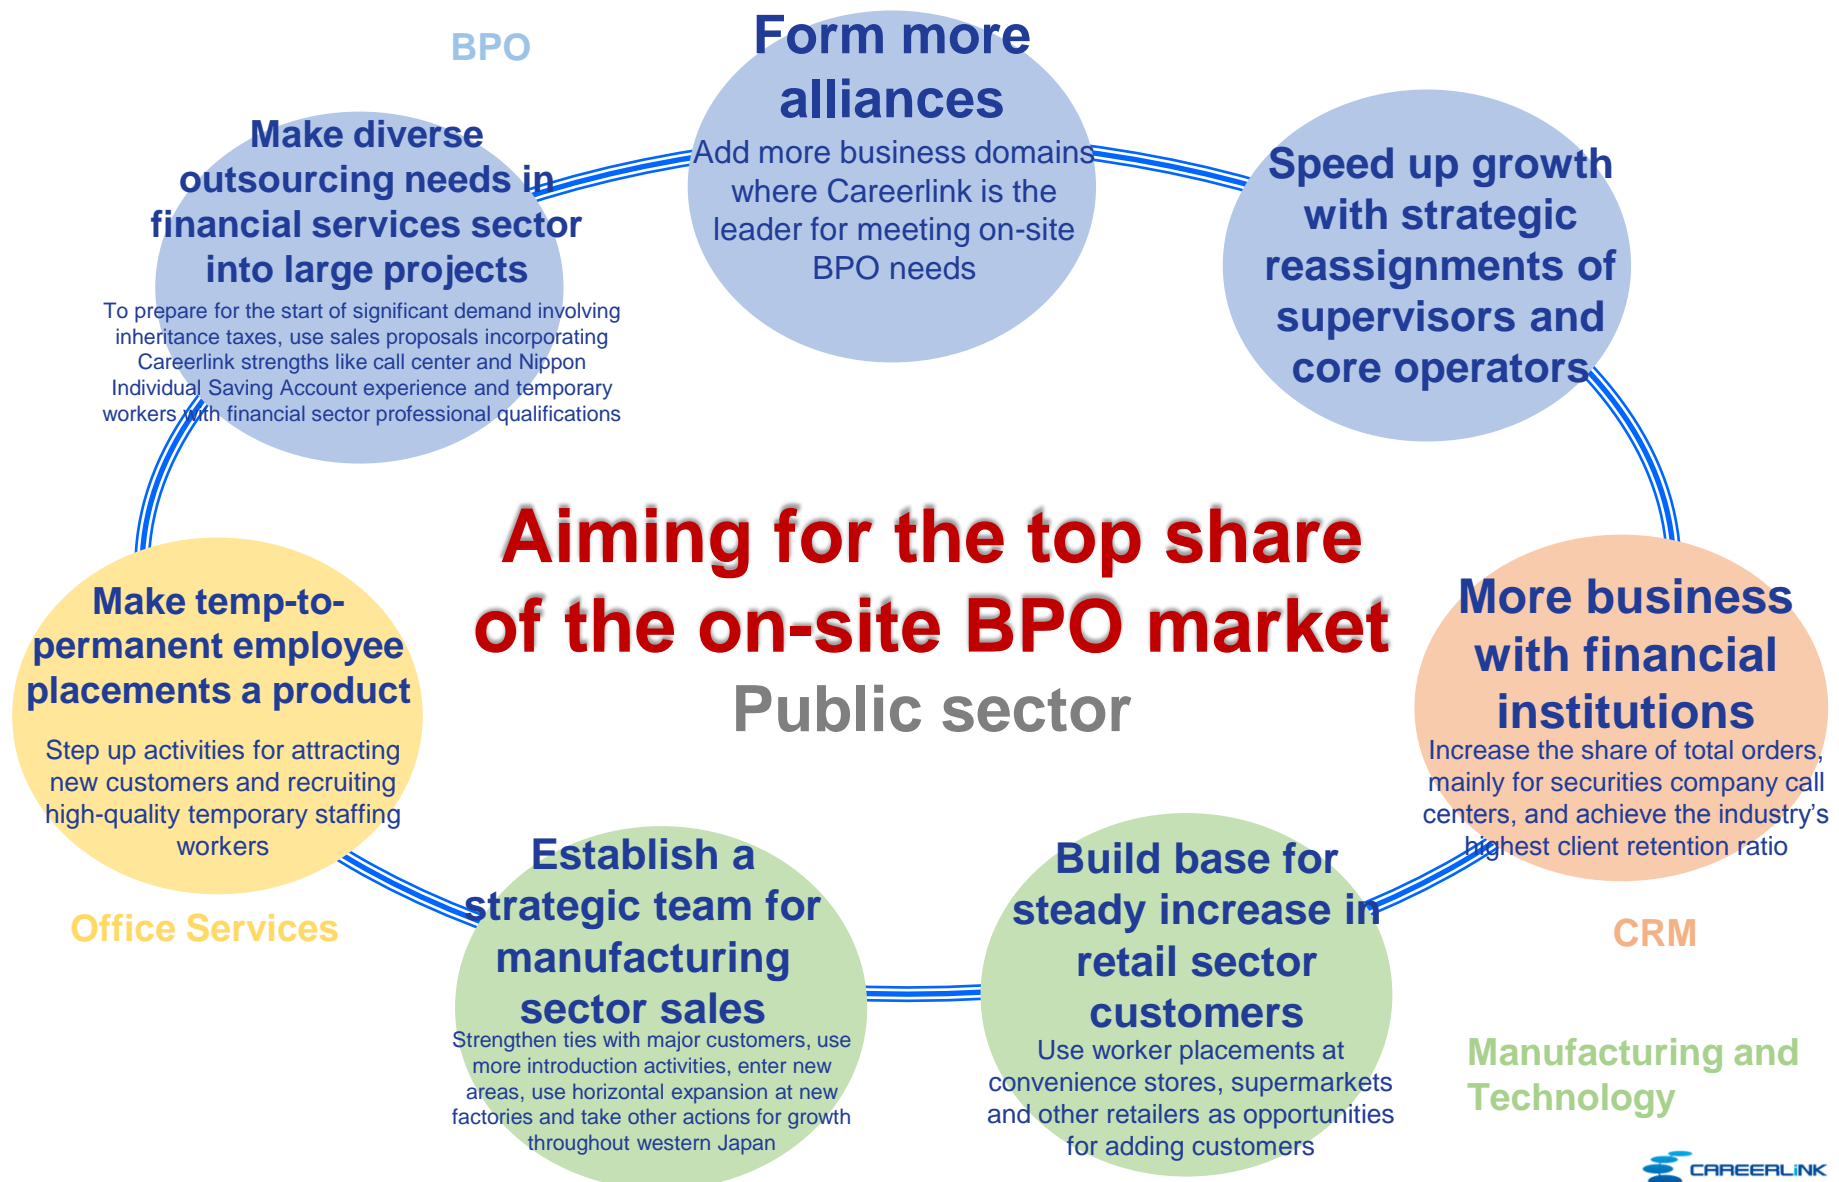 BPO
Form more
alliances
Add more business domains
where Careerlink is the
leader for meeting on-site
BPO needs
Make diverse
outsourcing needs in
financial services sector
into large projects
To prepare for the start of significant demand involving
inheritance taxes, use sales proposals incorporating
Careerlink strengths like call center and Nippon
Individual Saving Account experience and temporary
workers with financial sector professional qualifications
Speed up growth
with strategic
reassignments of
supervisors and
core operators
Aiming for the top share
of the on-site BPO market
Public sector
Make temp-to-
permanent employee
placements a product
Step up activities for attracting
new customers and recruiting
high-quality temporary staffing
workers
Office Services
More business
with financial
institutions
Increase the share of total orders,
mainly for securities company call
centers, and achieve the industry’s
highest client retention ratio
CRM
Establish a
strategic team for
manufacturing
sector sales
Strengthen ties with major customers, use
more introduction activities, enter new
areas, use horizontal expansion at new
factories and take other actions for growth
throughout western Japan
Build base for
steady increase in
retail sector
customers
Use worker placements at
convenience stores, supermarkets
and other retailers as opportunities
for adding customers
Manufacturing and
Technology
CAREERLiNK